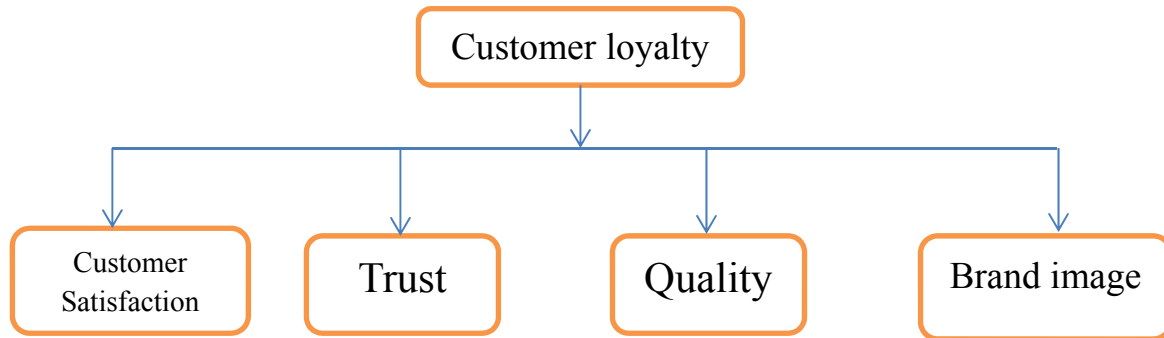 Customer loyalty
Customer
Satisfaction
Trust
Quality
Brand image